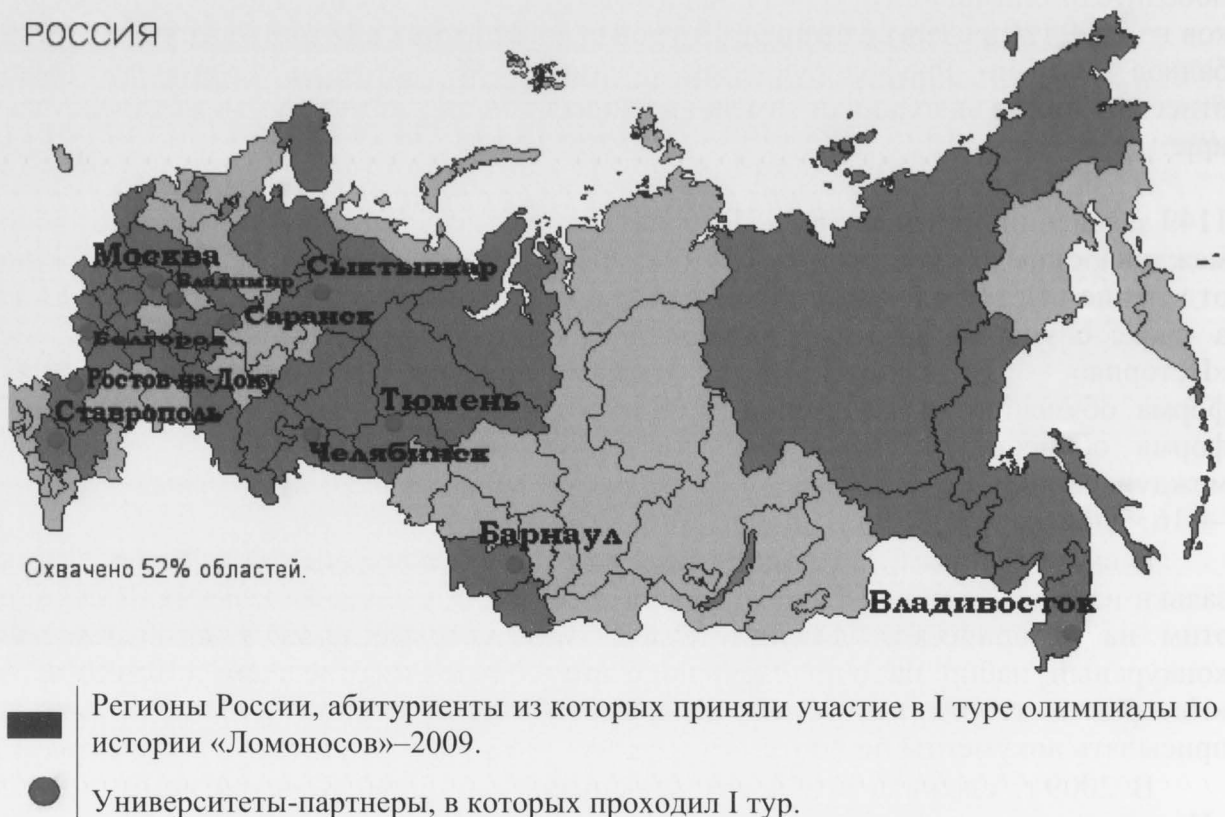 РОССИЯ
Москва
Владимир
Сыктывкар
Саранск
Белгород
Ростов-на-Дону
Ставрополь
Тюмень
Челябинск
Барнаул
Охвачено 52% областей.
Владивосток
Регионы России, абитуриенты из которых приняли участие в I туре олимпиады по
истории «Ломоносов»–2009.
Университеты-партнеры, в которых проходил I тур.